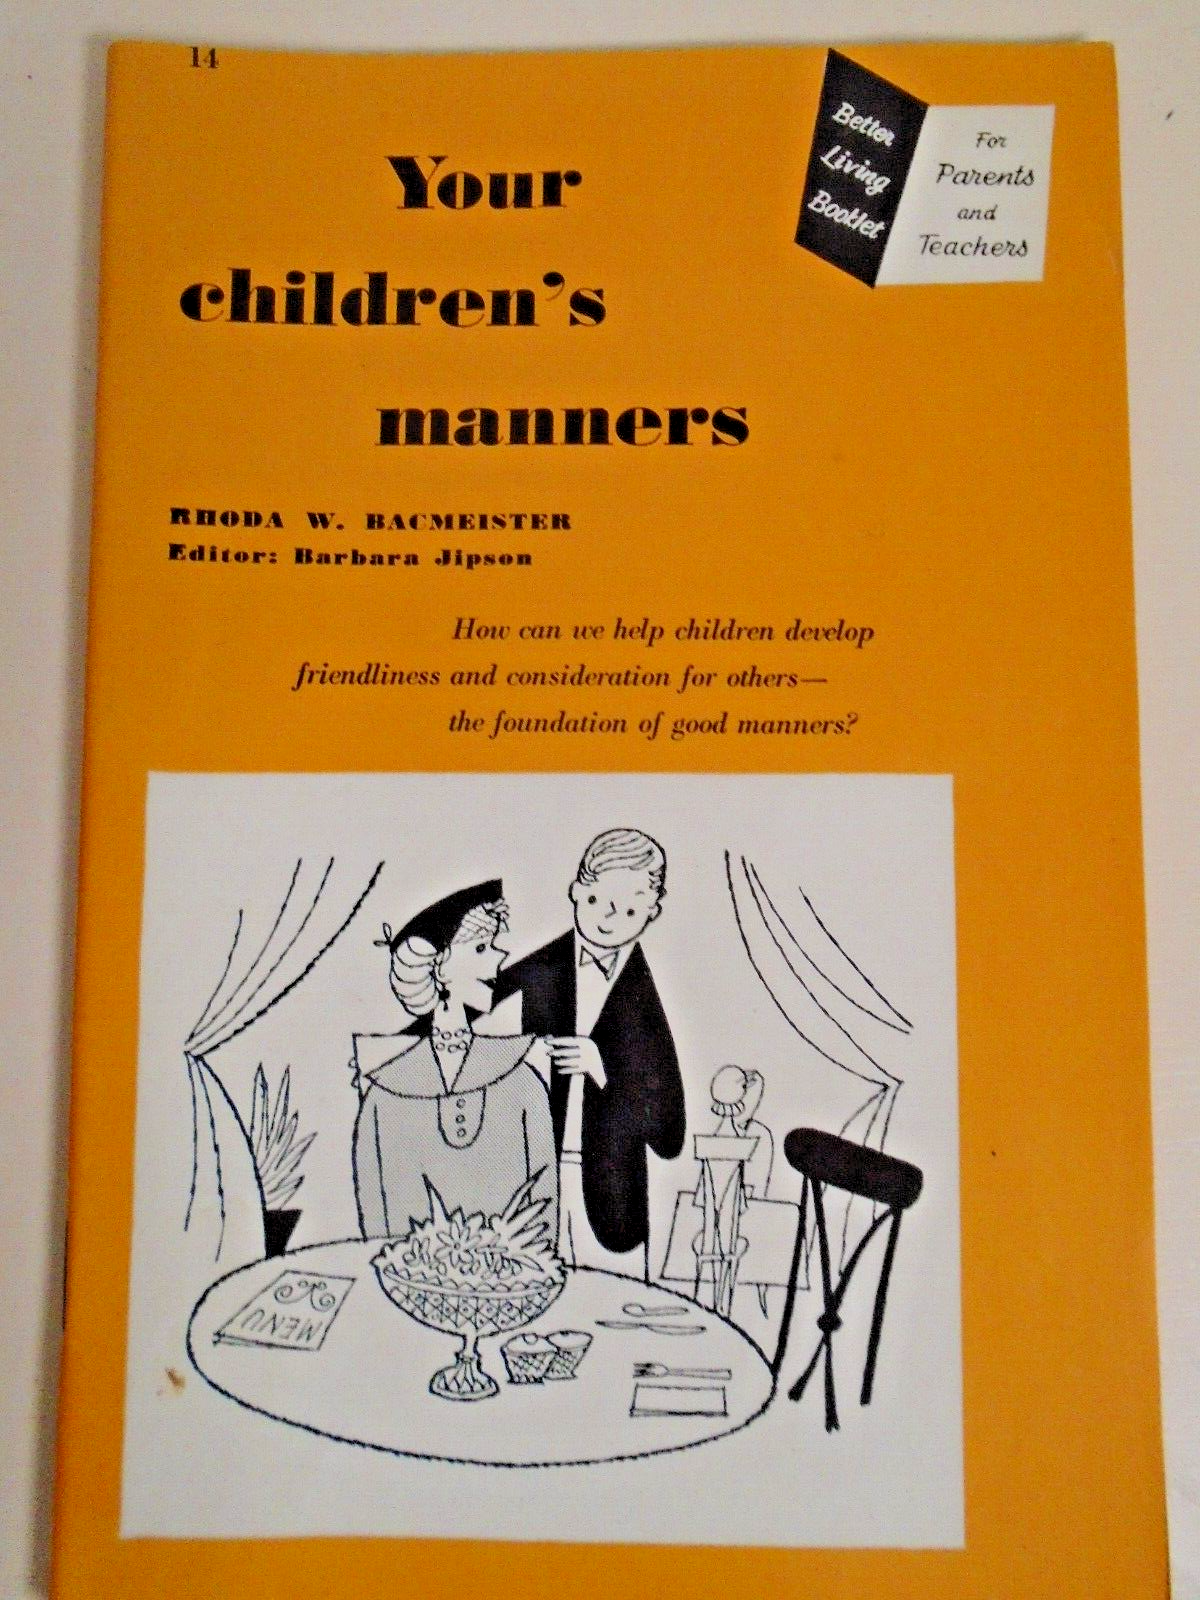 14
Better
Living
Booklet
For
Parents
and
Teachers
Your
children's
manners
RHODA W. BACMEISTER
Editor: Barbara Jipson
How can we help children develop
friendliness and consideration for others—
the foundation of good manners?
MENU